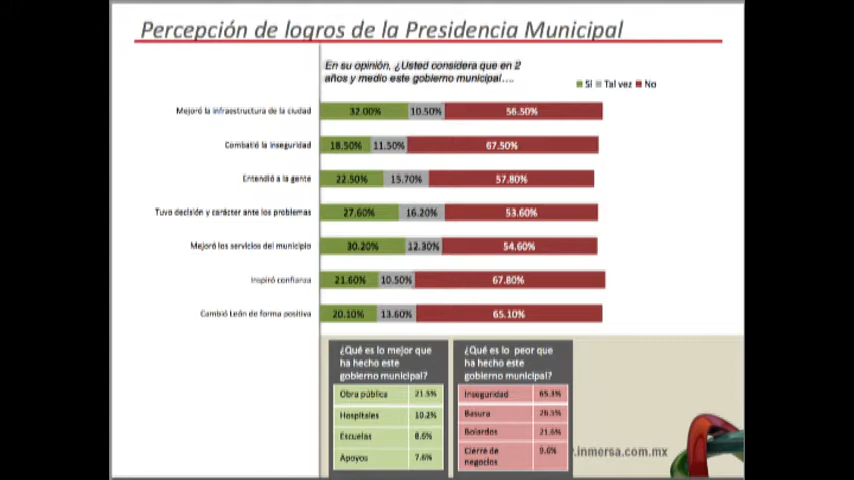 Percepción de logros de la Presidencia Municipal
En su opinión, ¿Usted considera que en 2
años y medio este gobierno municipal….
Sí Tal vez No
Mejoró la infraestructura de la ciudad 32.00% 10.50% 56.50%
Combatió la inseguridad 18.50% 11.50% 67.50%
Entendió a la gente 22.50% 15.70% 57.80%
Tuvo decisión y carácter ante los problemas 27.60% 16.20% 53.60%
Mejoró los servicios del municipio 30.20% 12.30% 54.60%
Inspiró confianza 21.60% 10.50% 67.80%
Cambió León de forma positiva 20.10% 13.60% 65.10%
¿Qué es lo mejor que
ha hecho este
gobierno municipal?
Obra pública 21.5%
Hospitales 10.2%
Escuelas 8.6%
Apoyos 7.6%
¿Qué es lo peor que
ha hecho este
gobierno municipal?
Inseguridad 65.3%
Basura
Bolardos 21.6%
Cierre de
negocios 9.6%
.inmersa.com.mx